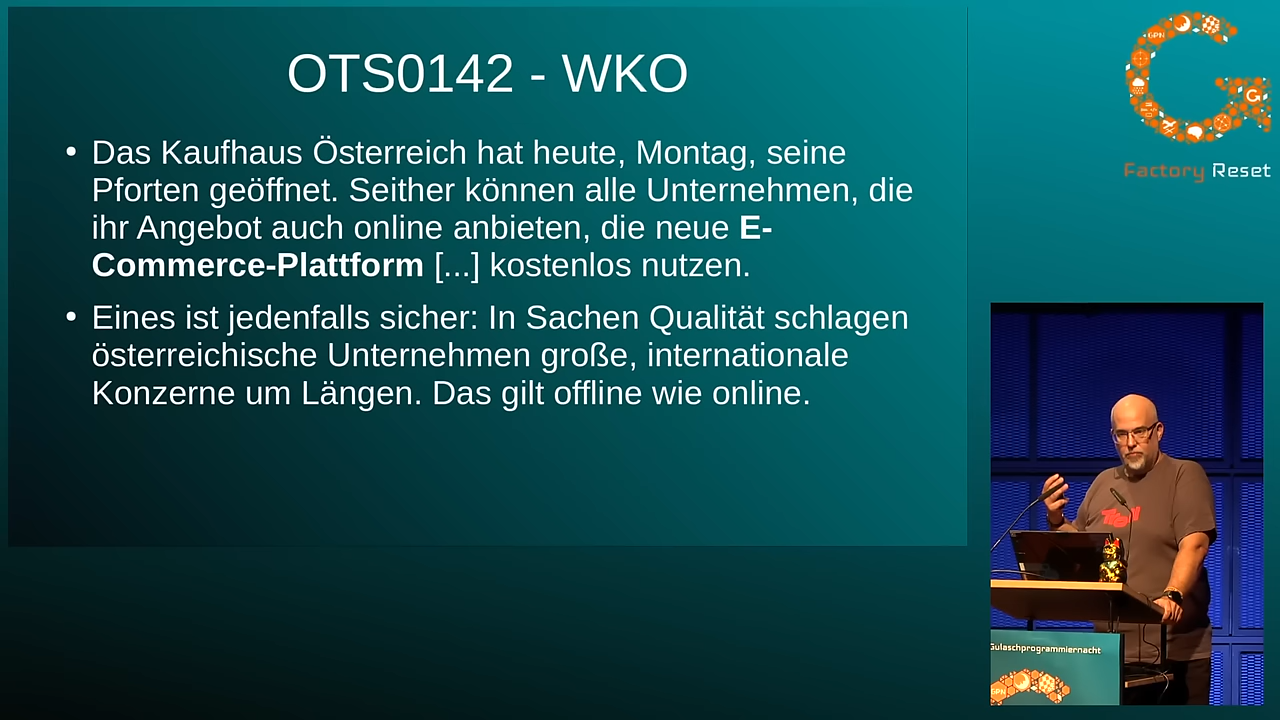 OTS0142 - WKO
• Das Kaufhaus Österreich hat heute, Montag, seine
Pforten geöffnet. Seither können alle Unternehmen, die
ihr Angebot auch online anbieten, die neue E-
Commerce-Plattform [...] kostenlos nutzen.
• Eines ist jedenfalls sicher: In Sachen Qualität schlagen
österreichische Unternehmen große, internationale
Konzerne um Längen. Das gilt offline wie online.
GPN
Factory Reset
Gulaschprogrammiernacht
GPN